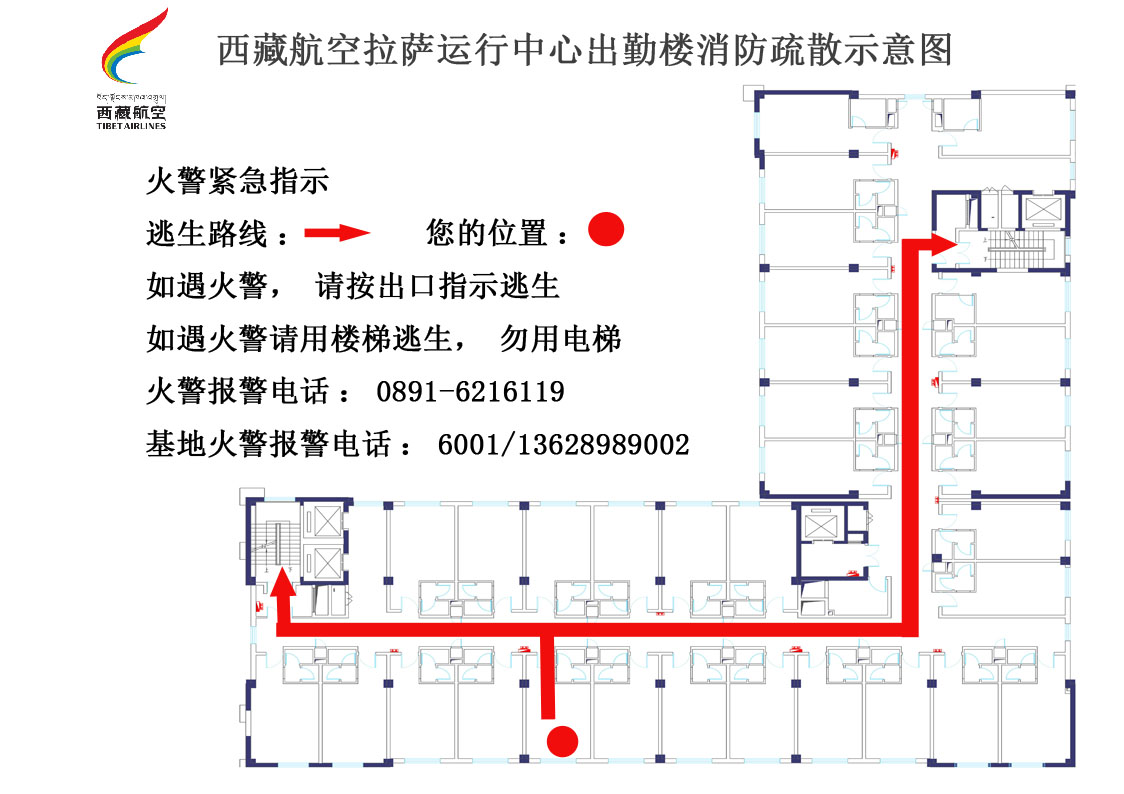 西藏航空拉萨运行中心出勤楼消防疏散示意图
西藏航空
TIBET AIRLINES
火警紧急指示
逃生路线： 您的位置：
如遇火警， 请按出口指示逃生
如遇火警请用楼梯逃生， 勿用电梯
火警报警电话： 0891-6216119
基地火警报警电话： 6001/13628989002
上
下
上
下